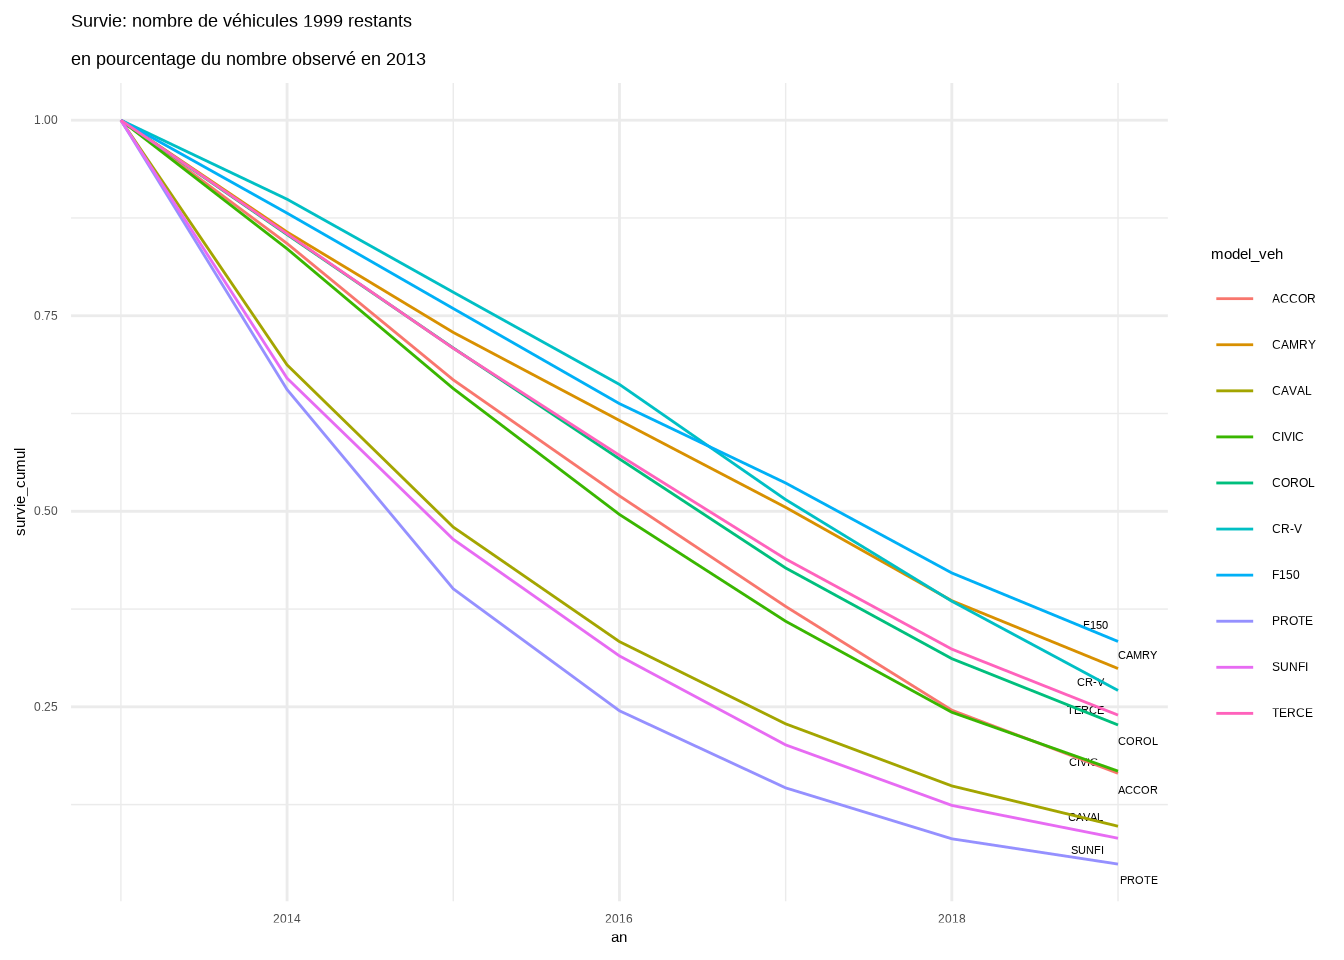 Survie: nombre de véhicules 1999 restants
en pourcentage du nombre observé en 2013
1.00
0.75
0.50
0.25
survie_cumul
2014
2016
2018
an
F150
CAMRY
CR-V
TERCE
COROL
CIVIC
ACCOR
CAVAL
SUNFI
PROTE
model_veh
ACCOR
CAMRY
CAVAL
CIVIC
COROL
CR-V
F150
PROTE
SUNFI
TERCE